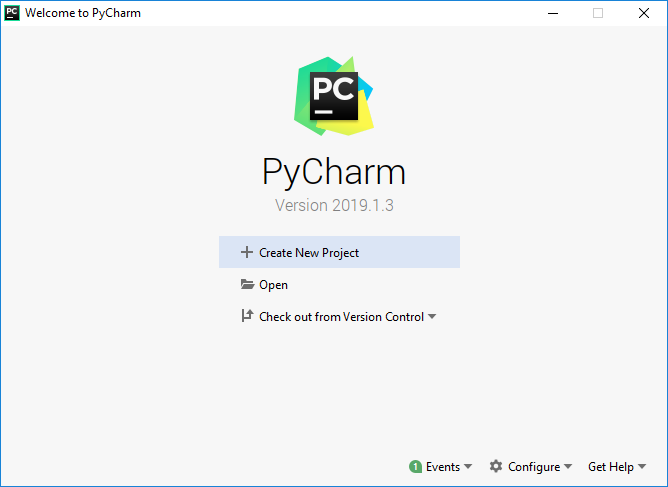 Welcome to PyCharm
PC
PyCharm
Version 2019.1.3
Create New Project
Open
Check out from Version Control
1 Events Configure Get Help